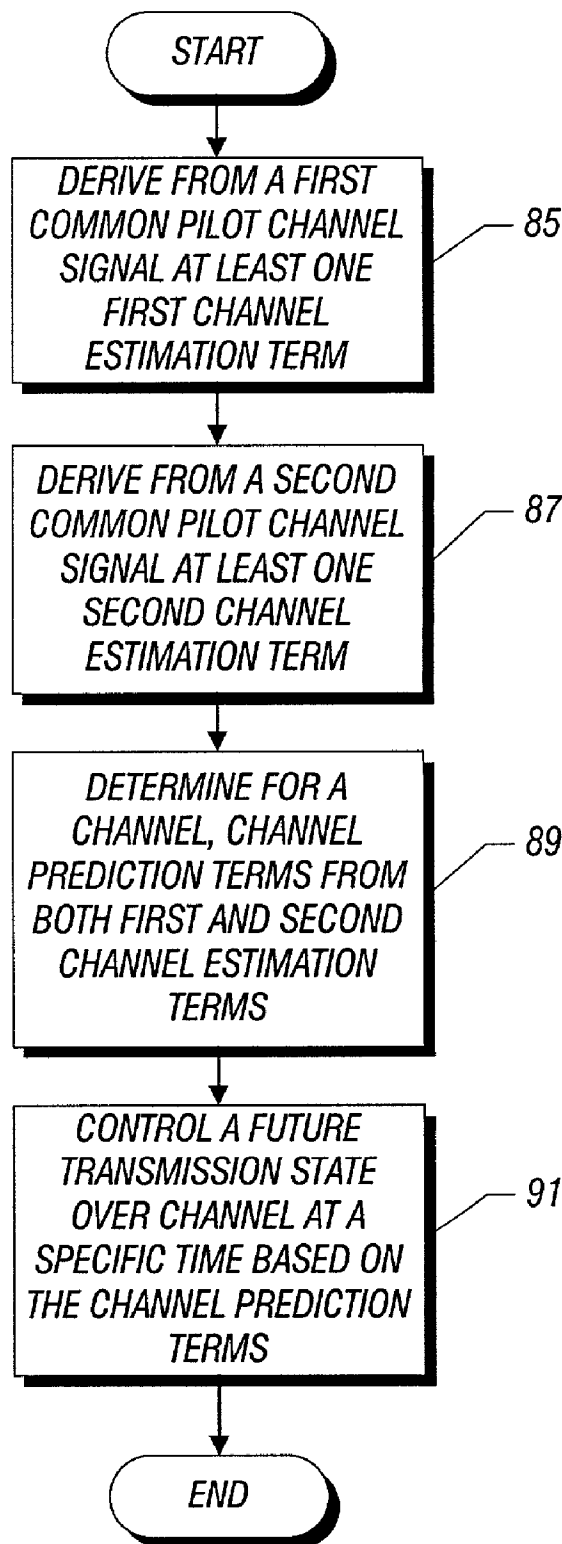 START
DERIVE FROM A FIRST
COMMON PILOT CHANNEL
SIGNAL AT LEAST ONE
FIRST CHANNEL
ESTIMATION TERM
85
DERIVE FROM A SECOND
COMMON PILOT CHANNEL
SIGNAL AT LEAST ONE
SECOND CHANNEL
ESTIMATION TERM
87
DETERMINE FOR A
CHANNEL, CHANNEL
PREDICTION TERMS FROM
BOTH FIRST AND SECOND
CHANNEL ESTIMATION
TERMS
89
CONTROL A FUTURE
TRANSMISSION STATE
OVER CHANNEL AT A
SPECIFIC TIME BASED ON
THE CHANNEL PREDICTION
TERMS
91
END